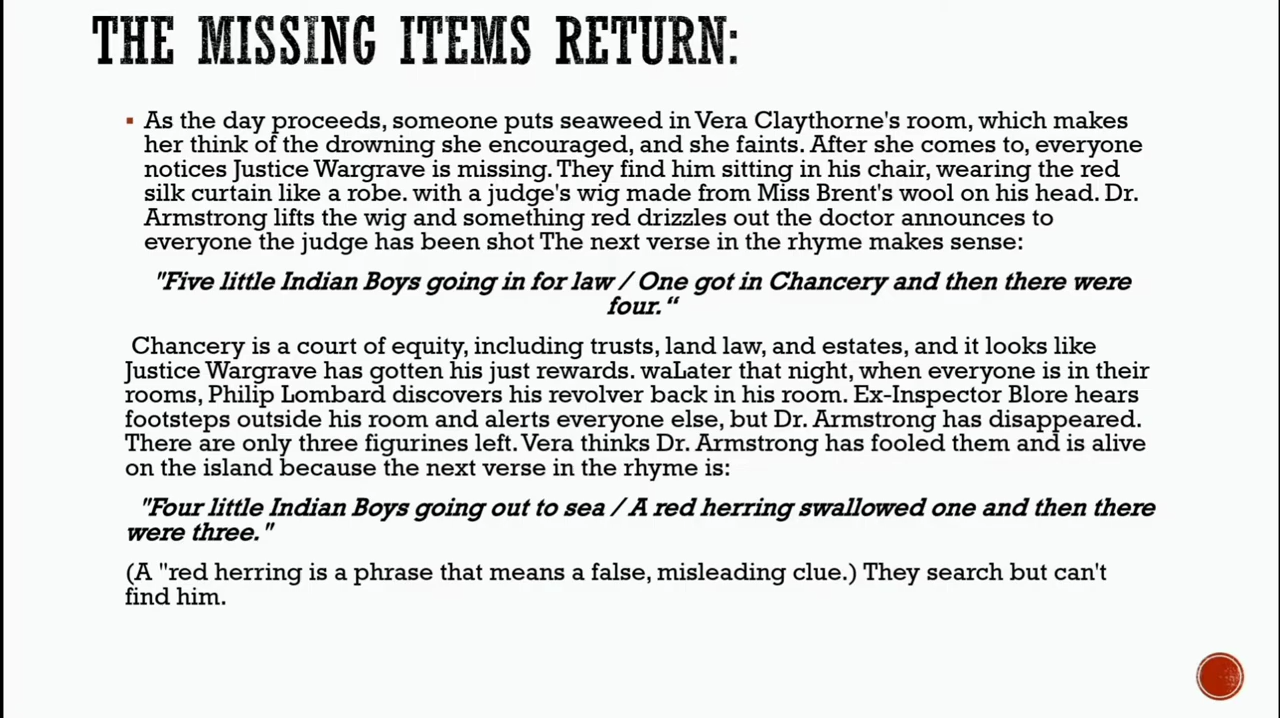 THE MISSING ITEMS RETURN:
▪ As the day proceeds, someone puts seaweed in Vera Claythorne's room, which makes
her think of the drowning she encouraged, and she faints. After she comes to, everyone
notices Justice Wargrave is missing. They find him sitting in his chair, wearing the red
silk curtain like a robe. with a judge's wig made from Miss Brent's wool on his head. Dr.
Armstrong lifts the wig and something red drizzles out the doctor announces to
everyone the judge has been shot The next verse in the rhyme makes sense:
"Five little Indian Boys going in for law / One got in Chancery and then there were
four.“
Chancery is a court of equity, including trusts, land law, and estates, and it looks like
Justice Wargrave has gotten his just rewards. waLater that night, when everyone is in their
rooms, Philip Lombard discovers his revolver back in his room. Ex-Inspector Blore hears
footsteps outside his room and alerts everyone else, but Dr. Armstrong has disappeared.
There are only three figurines left. Vera thinks Dr. Armstrong has fooled them and is alive
on the island because the next verse in the rhyme is:
"Four little Indian Boys going out to sea / A red herring swallowed one and then there
were three."
(A "red herring is a phrase that means a false, misleading clue.) They search but can't
find him.